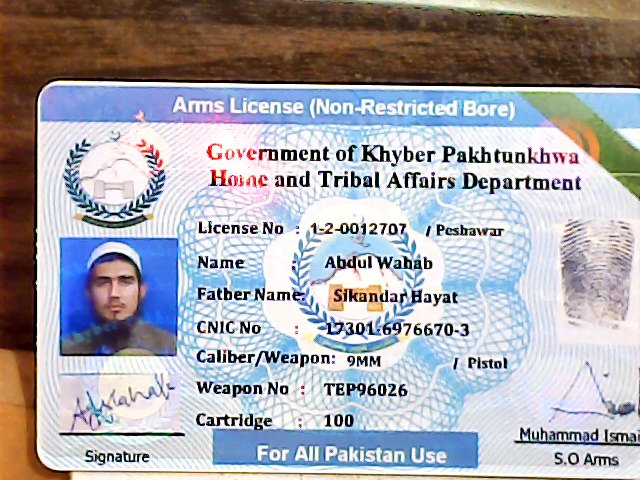 Arms License (Non-Restricted Bore)
Government of Khyber Pakhtunkhwa
Home and Tribal Affairs Department
License No : 1-2-0012707 / Peshawar
Name : Abdul Wahab
Father Name: Sikandar Hayat
CNIC No : 17301-6976670-3
Caliber/Weapon: 9MM / Pistol
Weapon No : TEP96026
Cartridge : 100
Signature
For All Pakistan Use
Muhammad Ismai
S.O Arms